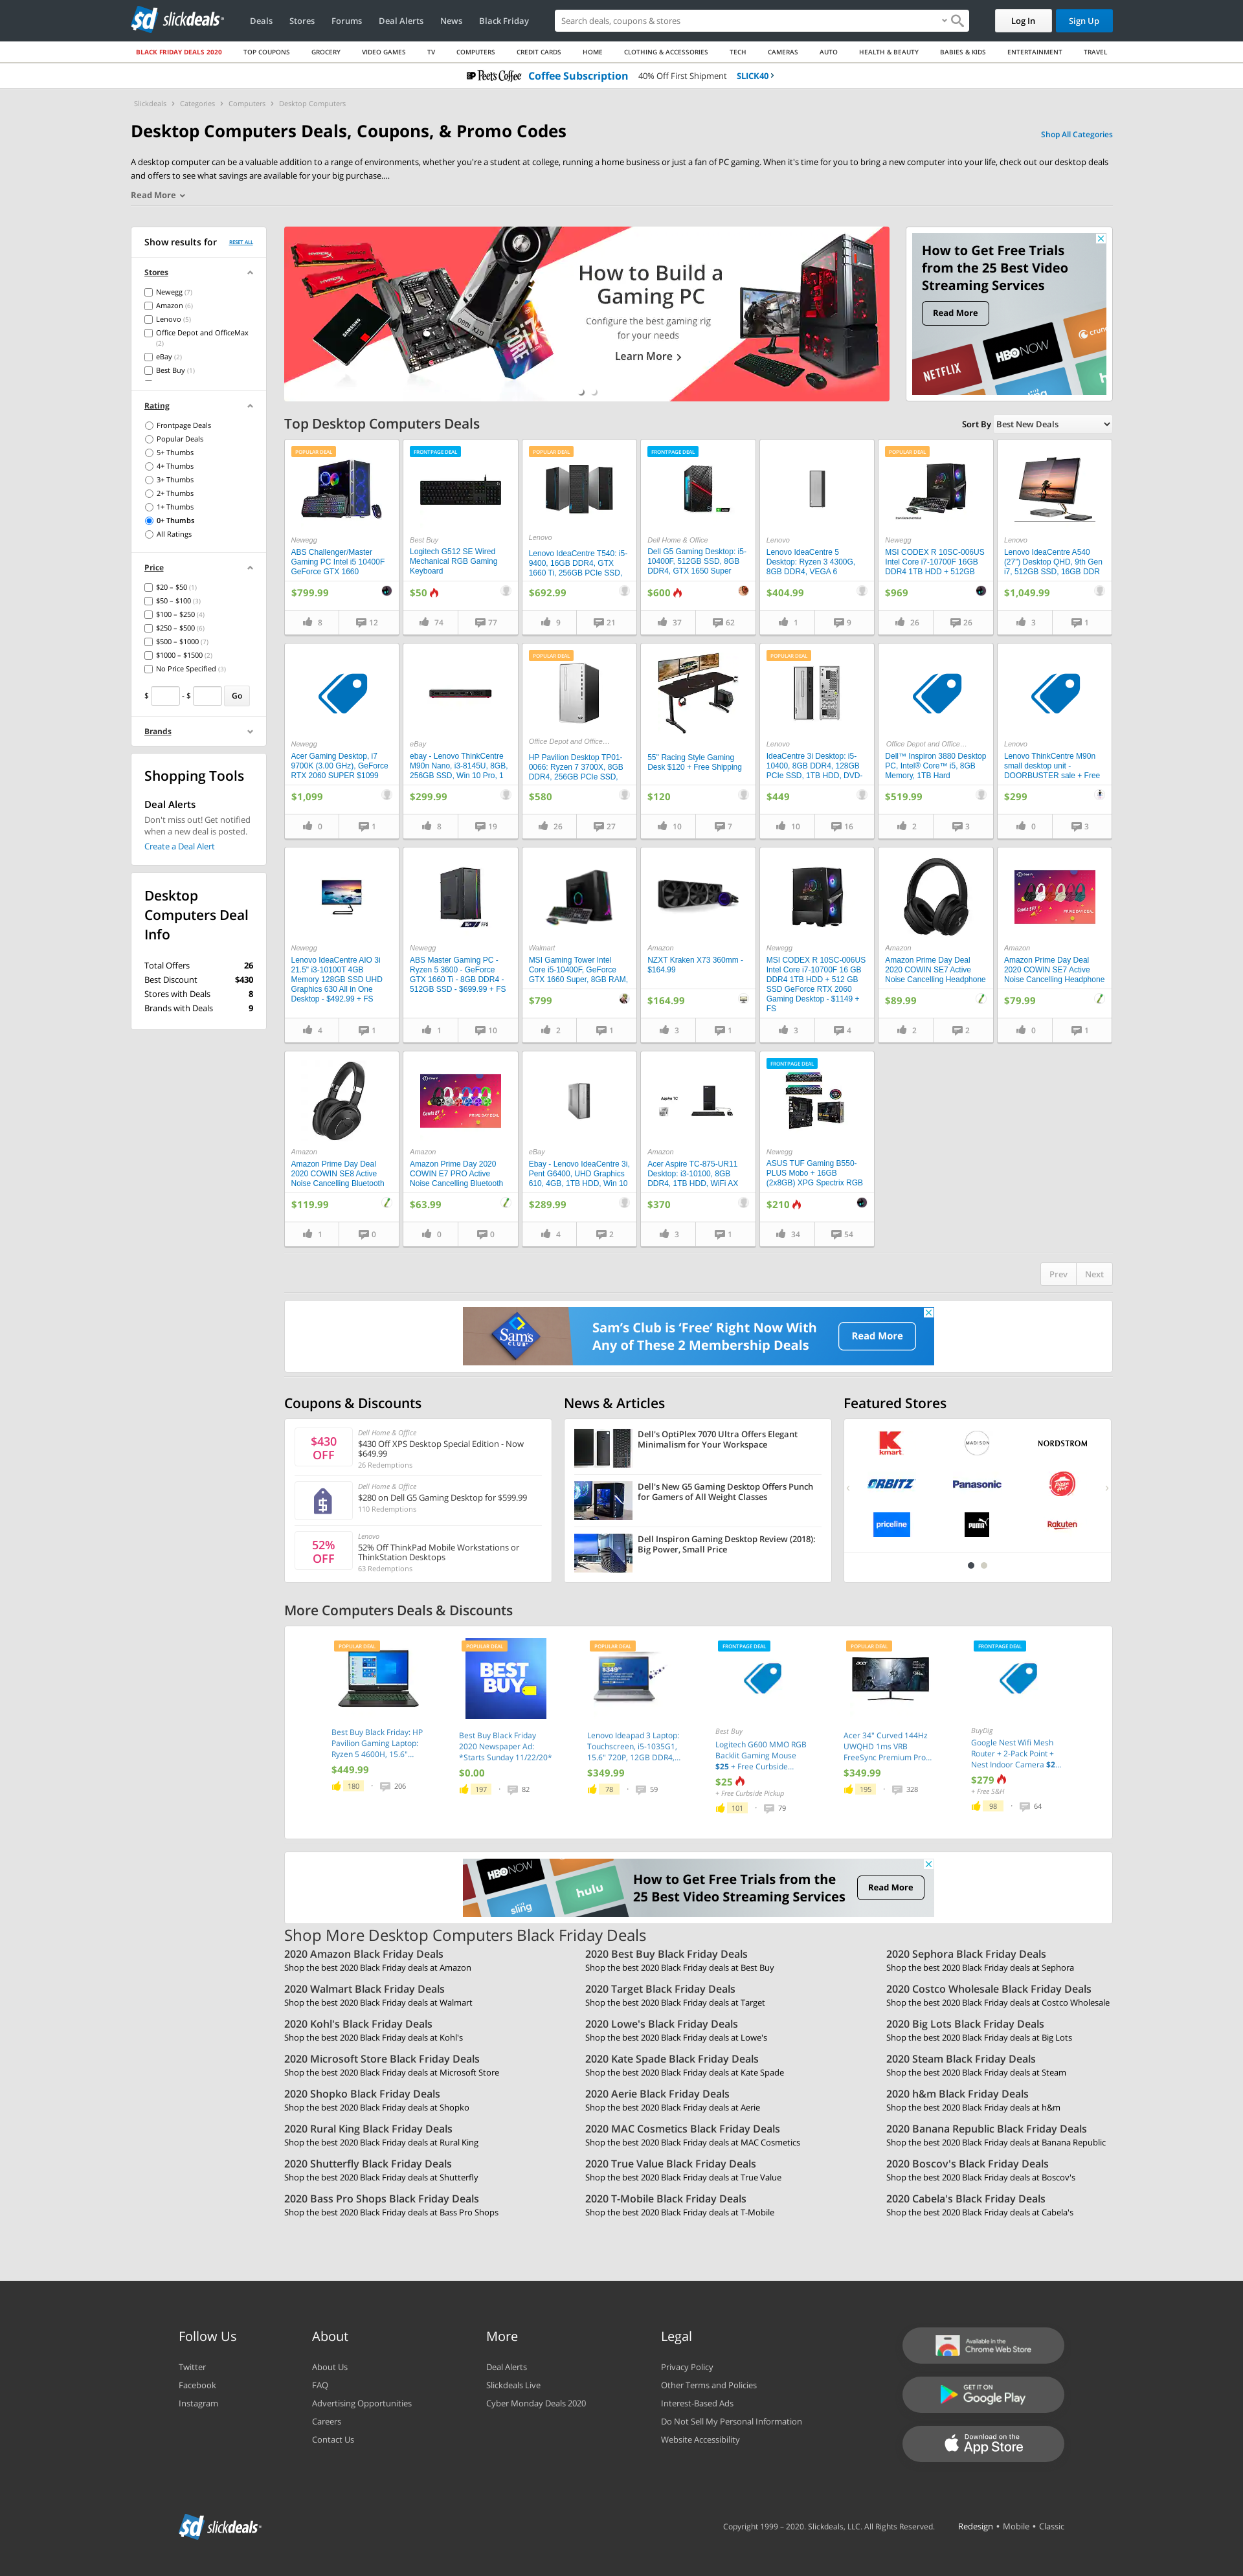 sd slickdeals
Deals Stores Forums Deal Alerts News Black Friday
Search deals, coupons & stores
Log In Sign Up
BLACK FRIDAY DEALS 2020 TOP COUPONS GROCERY VIDEO GAMES TV COMPUTERS CREDIT CARDS HOME CLOTHING & ACCESSORIES TECH CAMERAS AUTO HEALTH & BEAUTY BABIES & KIDS ENTERTAINMENT TRAVEL
Peet's Coffee Coffee Subscription 40% Off First Shipment SLICK40 ›
Slickdeals › Categories › Computers › Desktop Computers
Desktop Computers Deals, Coupons, & Promo Codes
Shop All Categories
A desktop computer can be a valuable addition to a range of environments, whether you're a student at college, running a home business or just a fan of PC gaming. When it's time for you to bring a new computer into your life, check out our desktop deals
and offers to see what savings are available for your big purchase....
Read More
Show results for RESET ALL
Stores
Newegg (7)
Amazon (6)
Lenovo (5)
Office Depot and OfficeMax
(2)
eBay (2)
Best Buy (1)
Rating
Frontpage Deals
Popular Deals
5+ Thumbs
4+ Thumbs
3+ Thumbs
2+ Thumbs
1+ Thumbs
0+ Thumbs
All Ratings
Price
$20 – $50 (1)
$50 – $100 (3)
$100 – $250 (4)
$250 – $500 (6)
$500 – $1000 (7)
$1000 – $1500 (2)
No Price Specified (3)
$ - $ Go
Brands
Shopping Tools
Deal Alerts
Don't miss out! Get notified
when a new deal is posted.
Create a Deal Alert
Desktop
Computers Deal
Info
Total Offers 26
Best Discount $430
Stores with Deals 8
Brands with Deals 9
How to Build a
Gaming PC
Configure the best gaming rig
for your needs
Learn More
SAMSUNG
GTX 1080
CORE i7
How to Get Free Trials
from the 25 Best Video
Streaming Services
Read More
NETFLIX
HBO NOW
crunc
Top Desktop Computers Deals
Sort By Best New Deals
POPULAR DEAL
Newegg
ABS Challenger/Master
Gaming PC Intel i5 10400F
GeForce GTX 1660
$799.99
8 12
FRONTPAGE DEAL
Best Buy
Logitech G512 SE Wired
Mechanical RGB Gaming
Keyboard
$50
74 77
POPULAR DEAL
Lenovo
Lenovo IdeaCentre T540: i5-
9400, 16GB DDR4, GTX
1660 Ti, 256GB PCIe SSD,
$692.99
9 21
FRONTPAGE DEAL
Dell Home & Office
Dell G5 Gaming Desktop: i5-
10400F, 512GB SSD, 8GB
DDR4, GTX 1650 Super
$600
37 62
Lenovo
Lenovo IdeaCentre 5
Desktop: Ryzen 3 4300G,
8GB DDR4, VEGA 6
$404.99
1 9
POPULAR DEAL
Newegg
MSI CODEX R 10SC-006US
Intel Core i7-10700F 16GB
DDR4 1TB HDD + 512GB
$969
26 26
Lenovo
Lenovo IdeaCentre A540
(27") Desktop QHD, 9th Gen
i7, 512GB SSD, 16GB DDR
$1,049.99
3 1
Newegg
Acer Gaming Desktop, i7
9700K (3.00 GHz), GeForce
RTX 2060 SUPER $1099
$1,099
0 1
eBay
ebay - Lenovo ThinkCentre
M90n Nano, i3-8145U, 8GB,
256GB SSD, Win 10 Pro, 1
$299.99
8 19
POPULAR DEAL
Office Depot and Office...
HP Pavilion Desktop TP01-
0066: Ryzen 7 3700X, 8GB
DDR4, 256GB PCIe SSD,
$580
26 27
55" Racing Style Gaming
Desk $120 + Free Shipping
$120
10 7
POPULAR DEAL
Lenovo
IdeaCentre 3i Desktop: i5-
10400, 8GB DDR4, 128GB
PCIe SSD, 1TB HDD, DVD-
$449
10 16
Office Depot and Office...
Dell™ Inspiron 3880 Desktop
PC, Intel® Core™ i5, 8GB
Memory, 1TB Hard
$519.99
2 3
Lenovo
Lenovo ThinkCentre M90n
small desktop unit -
DOORBUSTER sale + Free
$299
0 3
Newegg
Lenovo IdeaCentre AIO 3i
21.5" i3-10100T 4GB
Memory 128GB SSD UHD
Graphics 630 All in One
Desktop - $492.99 + FS
4 1
Newegg
ABS Master Gaming PC -
Ryzen 5 3600 - GeForce
GTX 1660 Ti - 8GB DDR4 -
512GB SSD - $699.99 + FS
1 10
Walmart
MSI Gaming Tower Intel
Core i5-10400F, GeForce
GTX 1660 Super, 8GB RAM,
$799
2 1
Amazon
NZXT Kraken X73 360mm -
$164.99
$164.99
3 1
Newegg
MSI CODEX R 10SC-006US
Intel Core i7-10700F 16 GB
DDR4 1TB HDD + 512 GB
SSD GeForce RTX 2060
Gaming Desktop - $1149 +
FS
3 4
Amazon
Amazon Prime Day Deal
2020 COWIN SE7 Active
Noise Cancelling Headphone
$89.99
2 2
Amazon
Amazon Prime Day Deal
2020 COWIN SE7 Active
Noise Cancelling Headphone
$79.99
0 1
Amazon
Amazon Prime Day Deal
2020 COWIN SE8 Active
Noise Cancelling Bluetooth
$119.99
1 0
Amazon
Amazon Prime Day 2020
COWIN E7 PRO Active
Noise Cancelling Bluetooth
$63.99
0 0
eBay
Ebay - Lenovo IdeaCentre 3i,
Pent G6400, UHD Graphics
610, 4GB, 1TB HDD, Win 10
$289.99
4 2
Amazon
Acer Aspire TC-875-UR11
Desktop: i3-10100, 8GB
DDR4, 1TB HDD, WiFi AX
$370
3 1
FRONTPAGE DEAL
Newegg
ASUS TUF Gaming B550-
PLUS Mobo + 16GB
(2x8GB) XPG Spectrix RGB
$210
34 54
Prev Next
Sam's CLUB
Sam's Club is 'Free' Right Now With
Any of These 2 Membership Deals
Read More
Coupons & Discounts
$430
OFF
Dell Home & Office
$430 Off XPS Desktop Special Edition - Now
$649.99
26 Redemptions
Dell Home & Office
$280 on Dell G5 Gaming Desktop for $599.99
110 Redemptions
52%
OFF
Lenovo
52% Off ThinkPad Mobile Workstations or
ThinkStation Desktops
63 Redemptions
News & Articles
Dell's OptiPlex 7070 Ultra Offers Elegant
Minimalism for Your Workspace
Dell's New G5 Gaming Desktop Offers Punch
for Gamers of All Weight Classes
Dell Inspiron Gaming Desktop Review (2018):
Big Power, Small Price
Featured Stores
kmart MADISON NORDSTROM
ORBITZ Panasonic
priceline PUMA Rakuten
More Computers Deals & Discounts
POPULAR DEAL
Best Buy Black Friday: HP
Pavilion Gaming Laptop:
Ryzen 5 4600H, 15.6"...
$449.99
180 · 206
POPULAR DEAL
BEST BUY
Best Buy Black Friday
2020 Newspaper Ad:
*Starts Sunday 11/22/20*
$0.00
197 · 82
POPULAR DEAL
Lenovo Ideapad 3 Laptop:
Touchscreen, i5-1035G1,
15.6" 720P, 12GB DDR4,...
$349.99
78 · 59
FRONTPAGE DEAL
Best Buy
Logitech G600 MMO RGB
Backlit Gaming Mouse
$25 + Free Curbside...
$25
+ Free Curbside Pickup
101 · 79
POPULAR DEAL
acer
Acer 34" Curved 144Hz
UWQHD 1ms VRB
FreeSync Premium Pro...
$349.99
195 · 328
FRONTPAGE DEAL
BuyDig
Google Nest Wifi Mesh
Router + 2-Pack Point +
Nest Indoor Camera $2...
$279
+ Free S&H
98 · 64
HBO NOW
sling
hulu
How to Get Free Trials from the
25 Best Video Streaming Services
Read More
Shop More Desktop Computers Black Friday Deals
2020 Amazon Black Friday Deals
Shop the best 2020 Black Friday deals at Amazon
2020 Best Buy Black Friday Deals
Shop the best 2020 Black Friday deals at Best Buy
2020 Sephora Black Friday Deals
Shop the best 2020 Black Friday deals at Sephora
2020 Walmart Black Friday Deals
Shop the best 2020 Black Friday deals at Walmart
2020 Target Black Friday Deals
Shop the best 2020 Black Friday deals at Target
2020 Costco Wholesale Black Friday Deals
Shop the best 2020 Black Friday deals at Costco Wholesale
2020 Kohl's Black Friday Deals
Shop the best 2020 Black Friday deals at Kohl's
2020 Lowe's Black Friday Deals
Shop the best 2020 Black Friday deals at Lowe's
2020 Big Lots Black Friday Deals
Shop the best 2020 Black Friday deals at Big Lots
2020 Microsoft Store Black Friday Deals
Shop the best 2020 Black Friday deals at Microsoft Store
2020 Kate Spade Black Friday Deals
Shop the best 2020 Black Friday deals at Kate Spade
2020 Steam Black Friday Deals
Shop the best 2020 Black Friday deals at Steam
2020 Shopko Black Friday Deals
Shop the best 2020 Black Friday deals at Shopko
2020 Aerie Black Friday Deals
Shop the best 2020 Black Friday deals at Aerie
2020 h&m Black Friday Deals
Shop the best 2020 Black Friday deals at h&m
2020 Rural King Black Friday Deals
Shop the best 2020 Black Friday deals at Rural King
2020 MAC Cosmetics Black Friday Deals
Shop the best 2020 Black Friday deals at MAC Cosmetics
2020 Banana Republic Black Friday Deals
Shop the best 2020 Black Friday deals at Banana Republic
2020 Shutterfly Black Friday Deals
Shop the best 2020 Black Friday deals at Shutterfly
2020 True Value Black Friday Deals
Shop the best 2020 Black Friday deals at True Value
2020 Boscov's Black Friday Deals
Shop the best 2020 Black Friday deals at Boscov's
2020 Bass Pro Shops Black Friday Deals
Shop the best 2020 Black Friday deals at Bass Pro Shops
2020 T-Mobile Black Friday Deals
Shop the best 2020 Black Friday deals at T-Mobile
2020 Cabela's Black Friday Deals
Shop the best 2020 Black Friday deals at Cabela's
Follow Us
Twitter
Facebook
Instagram
About
About Us
FAQ
Advertising Opportunities
Careers
Contact Us
More
Deal Alerts
Slickdeals Live
Cyber Monday Deals 2020
Legal
Privacy Policy
Other Terms and Policies
Interest-Based Ads
Do Not Sell My Personal Information
Website Accessibility
Available in the
Chrome Web Store
GET IT ON
Google Play
Download on the
App Store
sd slickdeals
Copyright 1999 – 2020. Slickdeals, LLC. All Rights Reserved. Redesign • Mobile • Classic